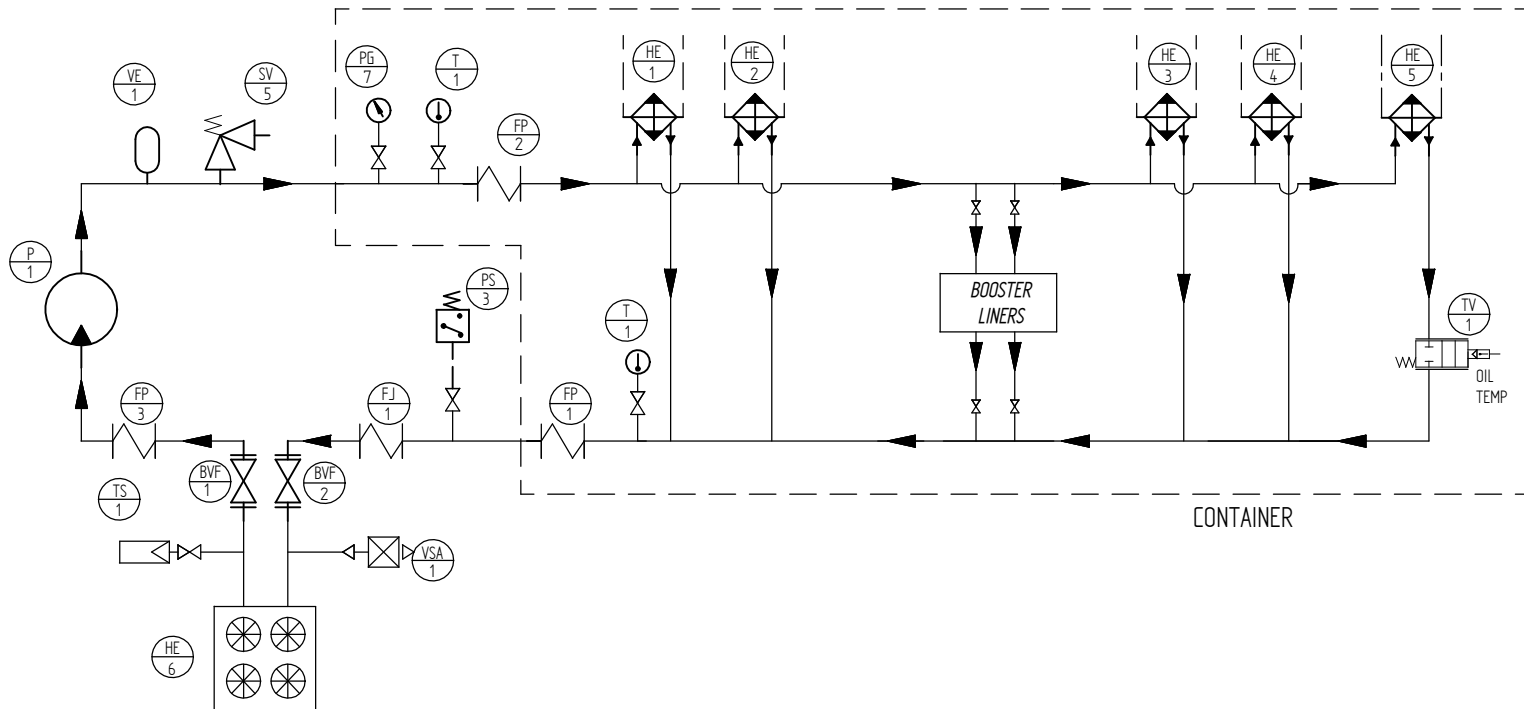 VE
1
SV
5
PG
7
T
1
FP
2
HE
1
HE
2
HE
3
HE
4
HE
5
P
1
PS
3
T
1
BOOSTER
LINERS
TV
1
OIL
TEMP
FP
3
FJ
1
FP
1
BVF
1
BVF
2
TS
1
CONTAINER
VSA
1
HE
6